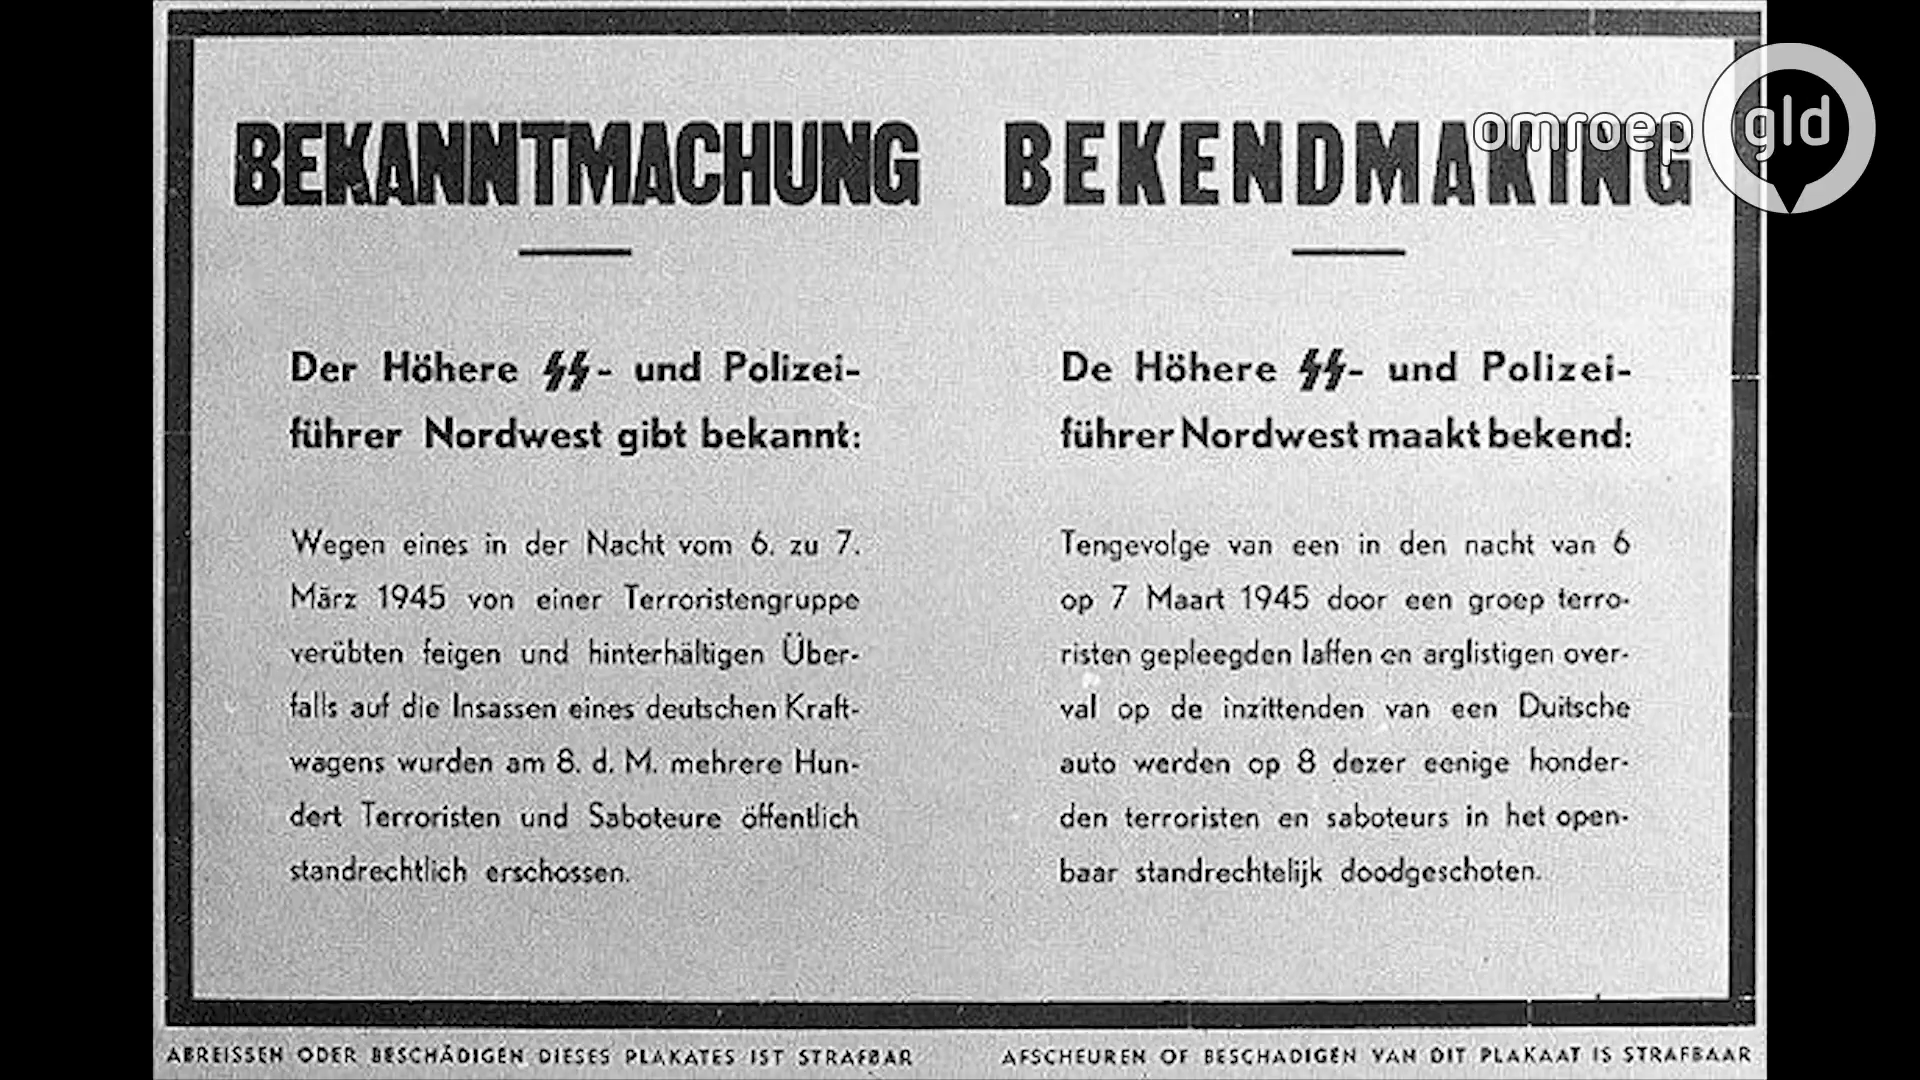 BEKANNTMACHUNG
Der Höhere SS- und Polizei-
führer Nordwest gibt bekannt:
Wegen eines in der Nacht vom 6. zu 7.
März 1945 von einer Terroristengruppe
verübten feigen und hinterhältigen Über-
falls auf die Insassen eines deutschen Kraft-
wagens wurden am 8. d. M. mehrere Hun-
dert Terroristen und Saboteure öffentlich
standrechtlich erschossen.
ABREISSEN ODER BESCHÄDIGEN DIESES PLAKATES IST STRAFBAR
BEKENDMAKING
De Höhere SS- und Polizei-
führer Nordwest maakt bekend:
Tengevolge van een in den nacht van 6
op 7 Maart 1945 door een groep terro-
risten gepleegden laffen en arglistigen over-
val op de inzittenden van een Duitsche
auto werden op 8 dezer eenige honder-
den terroristen en saboteurs in het open-
baar standrechtelijk doodgeschoten.
AFSCHEUREN OF BESCHADIGEN VAN DIT PLAKAAT IS STRAFBAAR
omroep gld